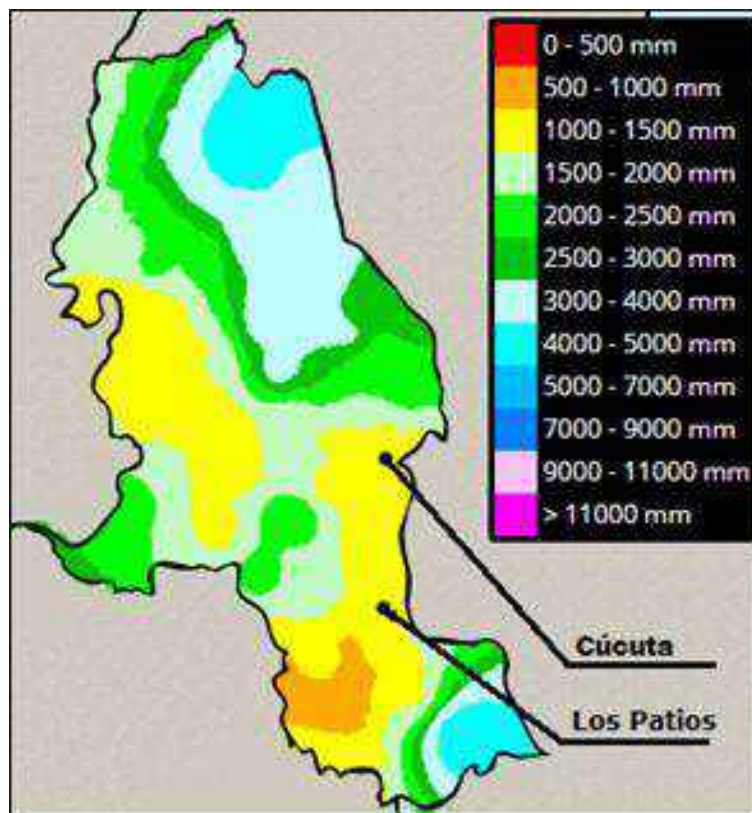 0 - 500 mm
500 - 1000 mm
1000 - 1500 mm
1500 - 2000 mm
2000 - 2500 mm
2500 - 3000 mm
3000 - 4000 mm
4000 - 5000 mm
5000 - 7000 mm
7000 - 9000 mm
9000 - 11000 mm
> 11000 mm
Cúcuta
Los Patios